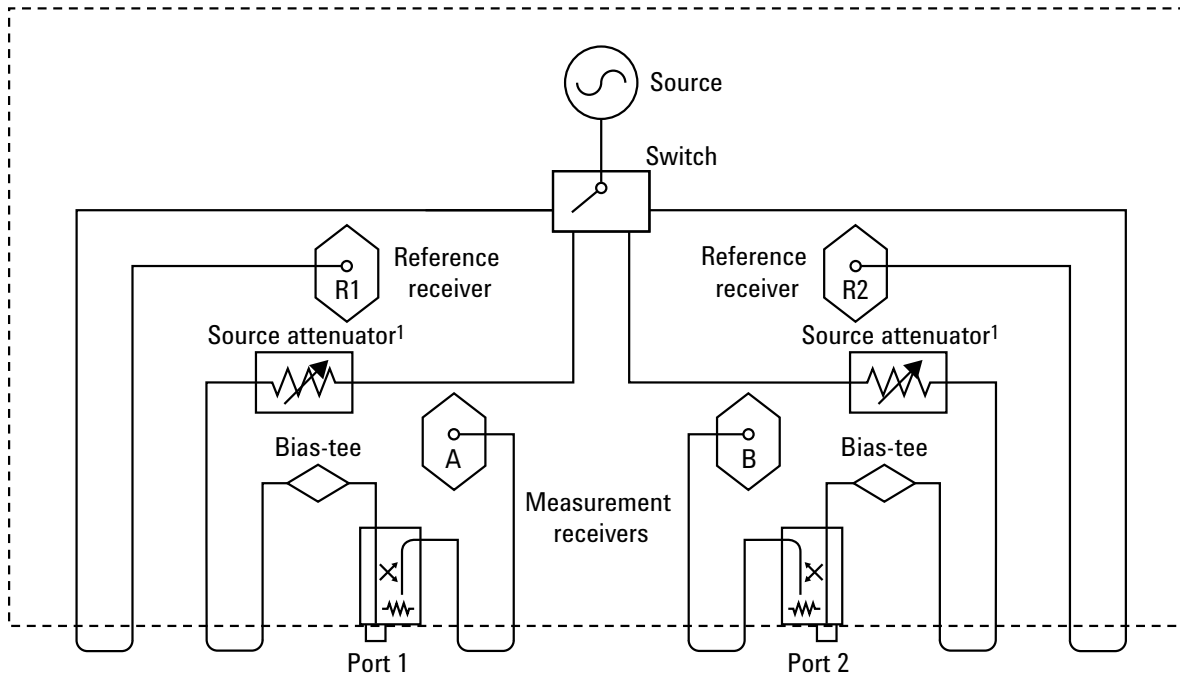 Source
Switch
Reference
receiver
R1
Reference
receiver
R2
Source attenuator1
Source attenuator1
A
B
Bias-tee
Bias-tee
Measurement
receivers
Port 1
Port 2